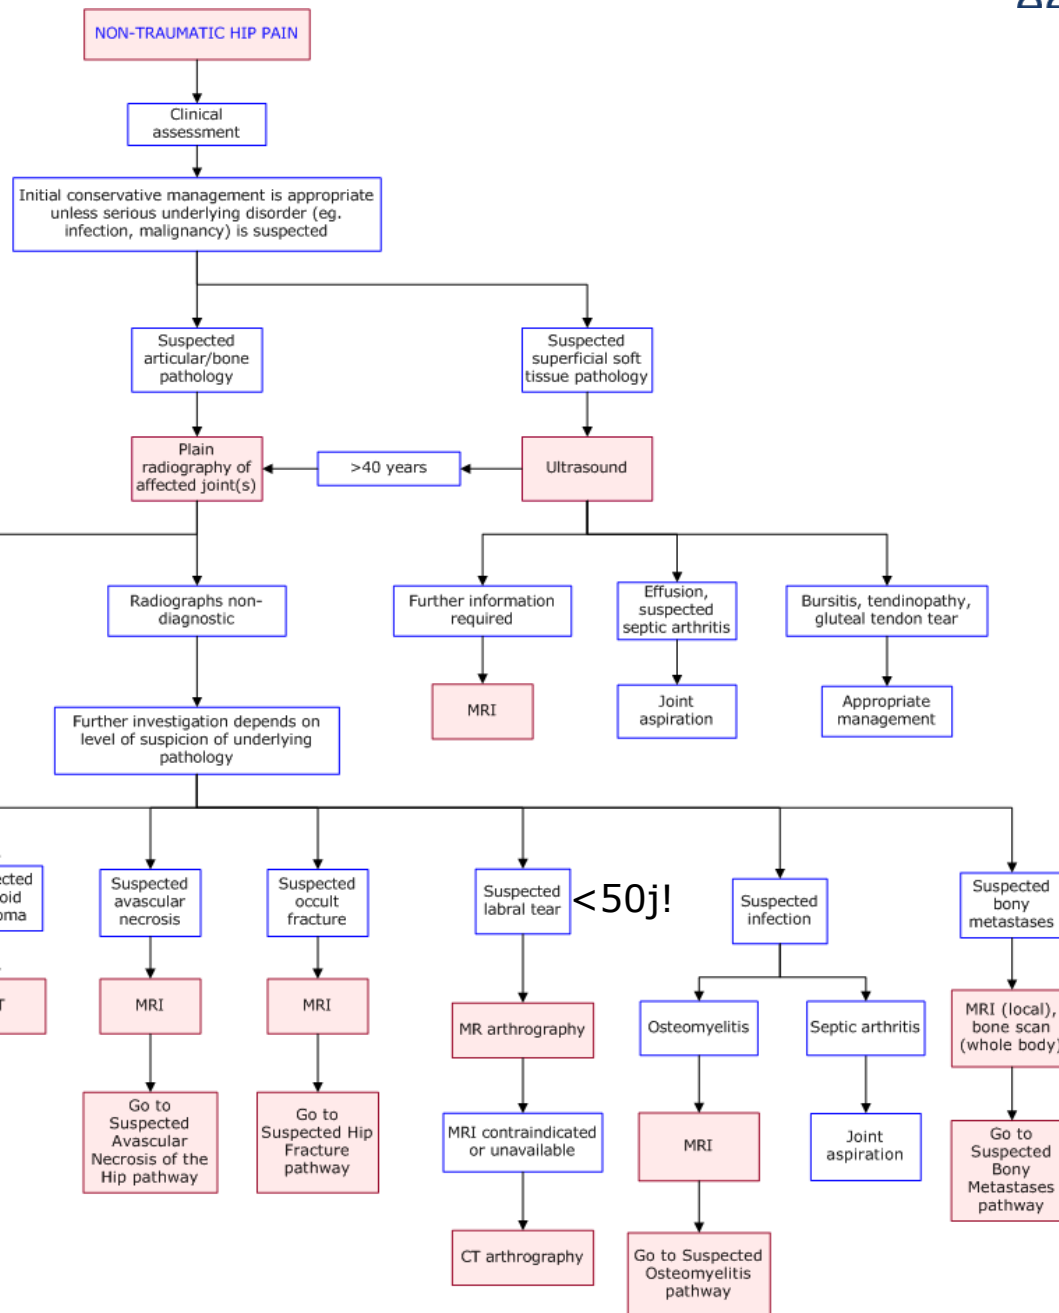 NON-TRAUMATIC HIP PAIN
Clinical
assessment
Initial conservative management is appropriate
unless serious underlying disorder (eg.
infection, malignancy) is suspected
Suspected
articular/bone
pathology
Suspected
superficial soft
tissue pathology
Plain
radiography of
affected joint(s)
>40 years
Ultrasound
Radiographs non-
diagnostic
Further information
required
Effusion,
suspected
septic arthritis
Bursitis, tendinopathy,
gluteal tendon tear
MRI
Joint
aspiration
Appropriate
management
Further investigation depends on
level of suspicion of underlying
pathology
Suspected
avascular
necrosis
Suspected
occult
fracture
Suspected
labral tear
<50j!
Suspected
infection
Suspected
bony
metastases
MRI
MRI
MR arthrography
Osteomyelitis
Septic arthritis
MRI (local),
bone scan
(whole body)
Go to
Suspected
Avascular
Necrosis of the
Hip pathway
Go to
Suspected Hip
Fracture
pathway
MRI contraindicated
or unavailable
MRI
Joint
aspiration
Go to
Suspected
Bony
Metastases
pathway
CT arthrography
Go to Suspected
Osteomyelitis
pathway